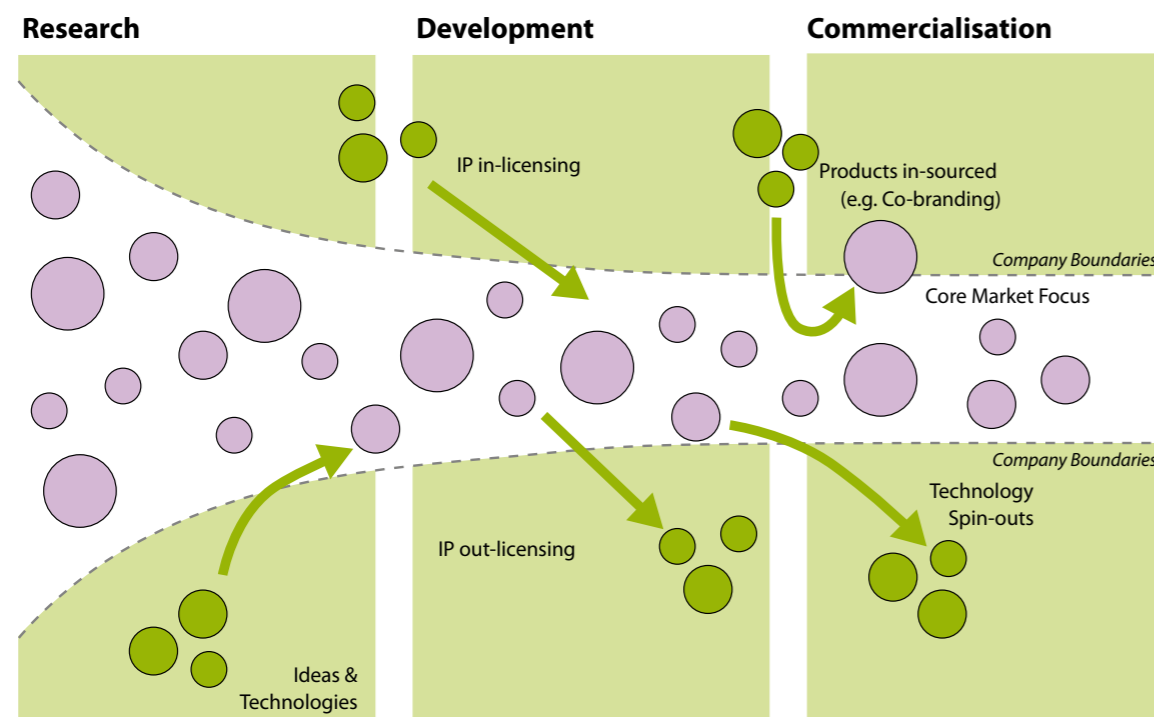 Research
Development
Commercialisation
IP in-licensing
Products in-sourced
(e.g. Co-branding)
Company Boundaries
Core Market Focus
Company Boundaries
Technology
Spin-outs
IP out-licensing
Ideas &
Technologies